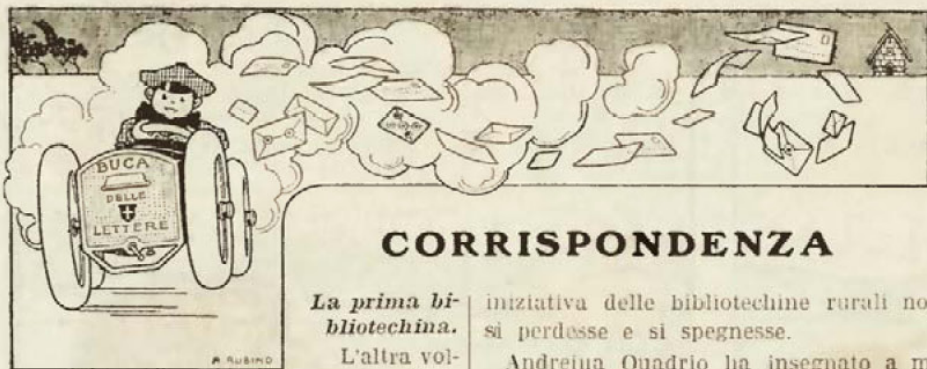 BUCA
DELLE
LETTERE
A. RUBINO
CORRISPONDENZA
La prima bi-
bliotechina.
L'altra vol-
iniziativa delle bibliotechine rurali no
si perdesse e si spegnesse.
Andreina Quadrio ha insegnato a m